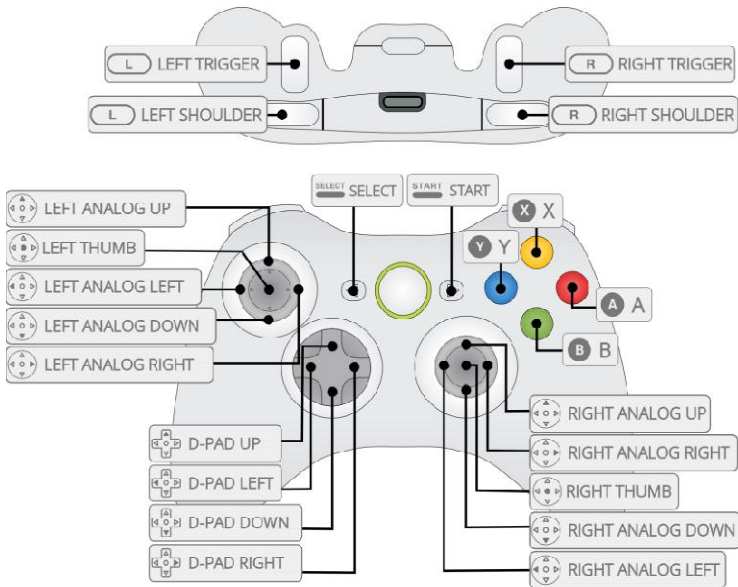 L LEFT TRIGGER
R RIGHT TRIGGER
L LEFT SHOULDER
R RIGHT SHOULDER
SELECT SELECT
START START
LEFT ANALOG UP
X X
LEFT THUMB
Y Y
LEFT ANALOG LEFT
A A
LEFT ANALOG DOWN
B B
LEFT ANALOG RIGHT
RIGHT ANALOG UP
D-PAD UP
RIGHT ANALOG RIGHT
D-PAD LEFT
RIGHT THUMB
D-PAD DOWN
RIGHT ANALOG DOWN
D-PAD RIGHT
RIGHT ANALOG LEFT